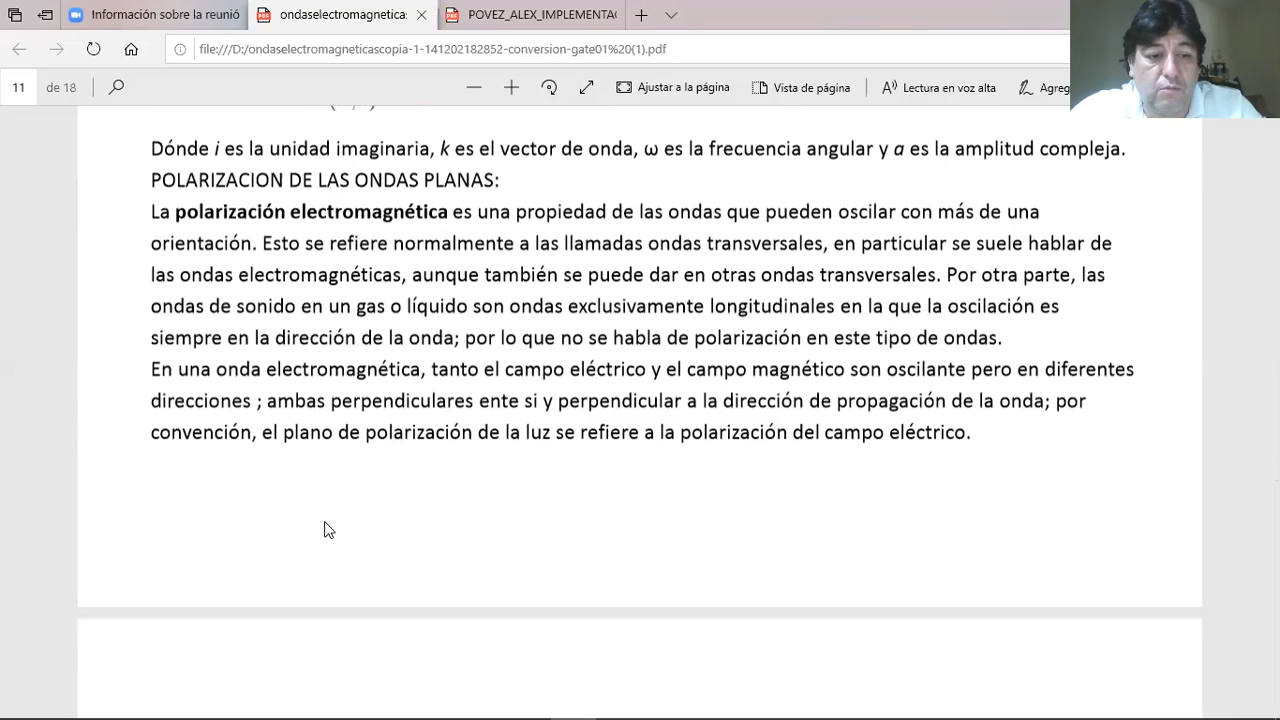 Información sobre la reunió
ondaselectromagnetica
POVEZ_ALEX_IMPLEMENTA
file:///D:/ondaselectromagneticascopia-1-141202182852-conversion-gate01%20(1).pdf
11 de 18
Ajustar a la página
Vista de página
Lectura en voz alta
Agreg
Dónde i es la unidad imaginaria, k es el vector de onda, ω es la frecuencia angular y a es la amplitud compleja.
POLARIZACION DE LAS ONDAS PLANAS:
La polarización electromagnética es una propiedad de las ondas que pueden oscilar con más de una
orientación. Esto se refiere normalmente a las llamadas ondas transversales, en particular se suele hablar de
las ondas electromagnéticas, aunque también se puede dar en otras ondas transversales. Por otra parte, las
ondas de sonido en un gas o líquido son ondas exclusivamente longitudinales en la que la oscilación es
siempre en la dirección de la onda; por lo que no se habla de polarización en este tipo de ondas.
En una onda electromagnética, tanto el campo eléctrico y el campo magnético son oscilante pero en diferentes
direcciones ; ambas perpendiculares ente si y perpendicular a la dirección de propagación de la onda; por
convención, el plano de polarización de la luz se refiere a la polarización del campo eléctrico.